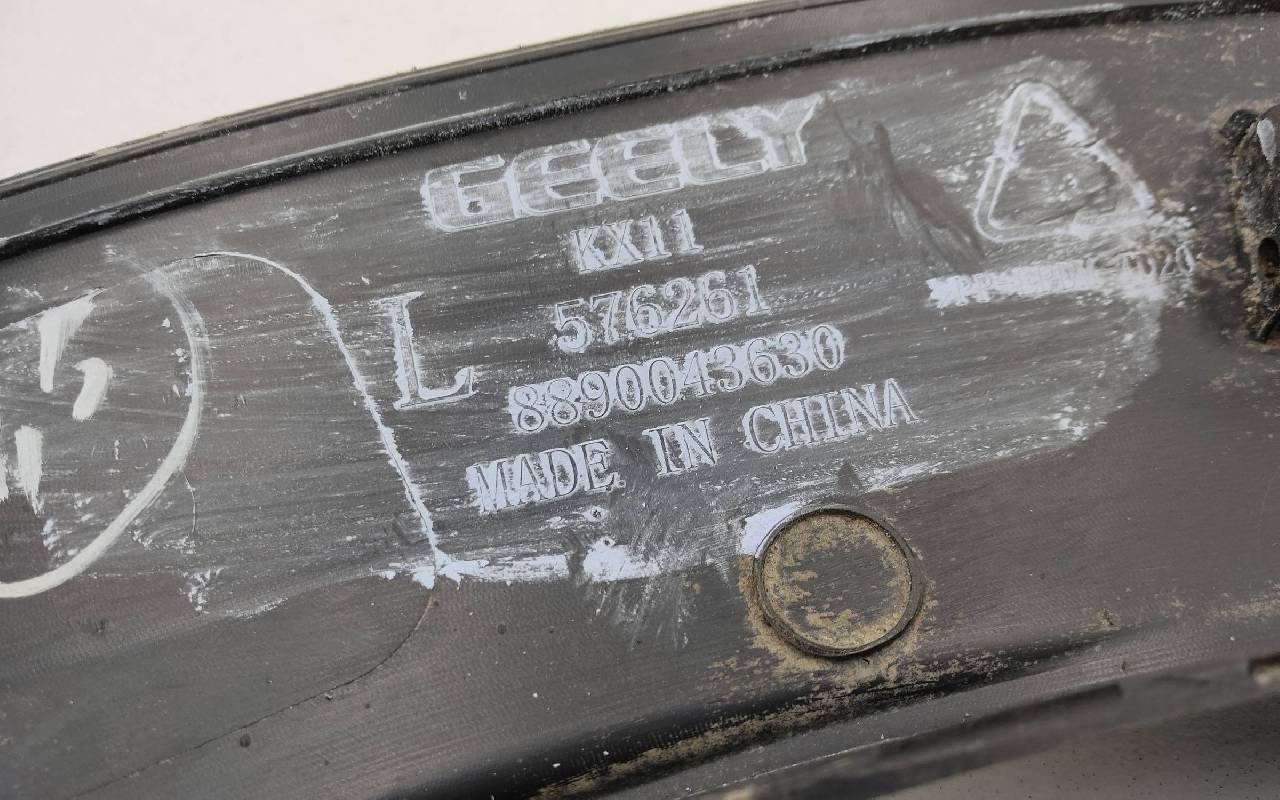 GEELY
KX11
L
576261
8890043630
MADE IN CHINA